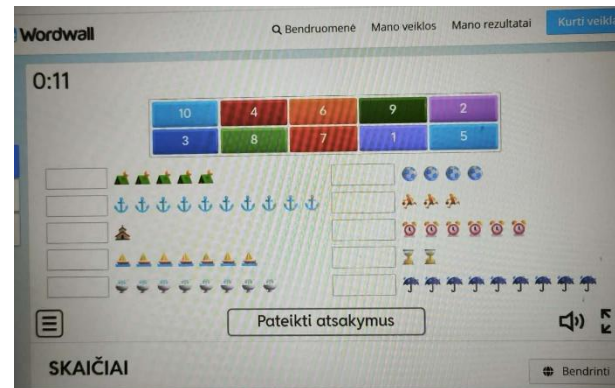 Wordwall
Bendruomenė Mano veiklos Mano rezultatai Kurti veikla
0:11
10 4 6 9 2
3 8 7 1 5
Pateikti atsakymus
SKAIČIAI
Bendrinti